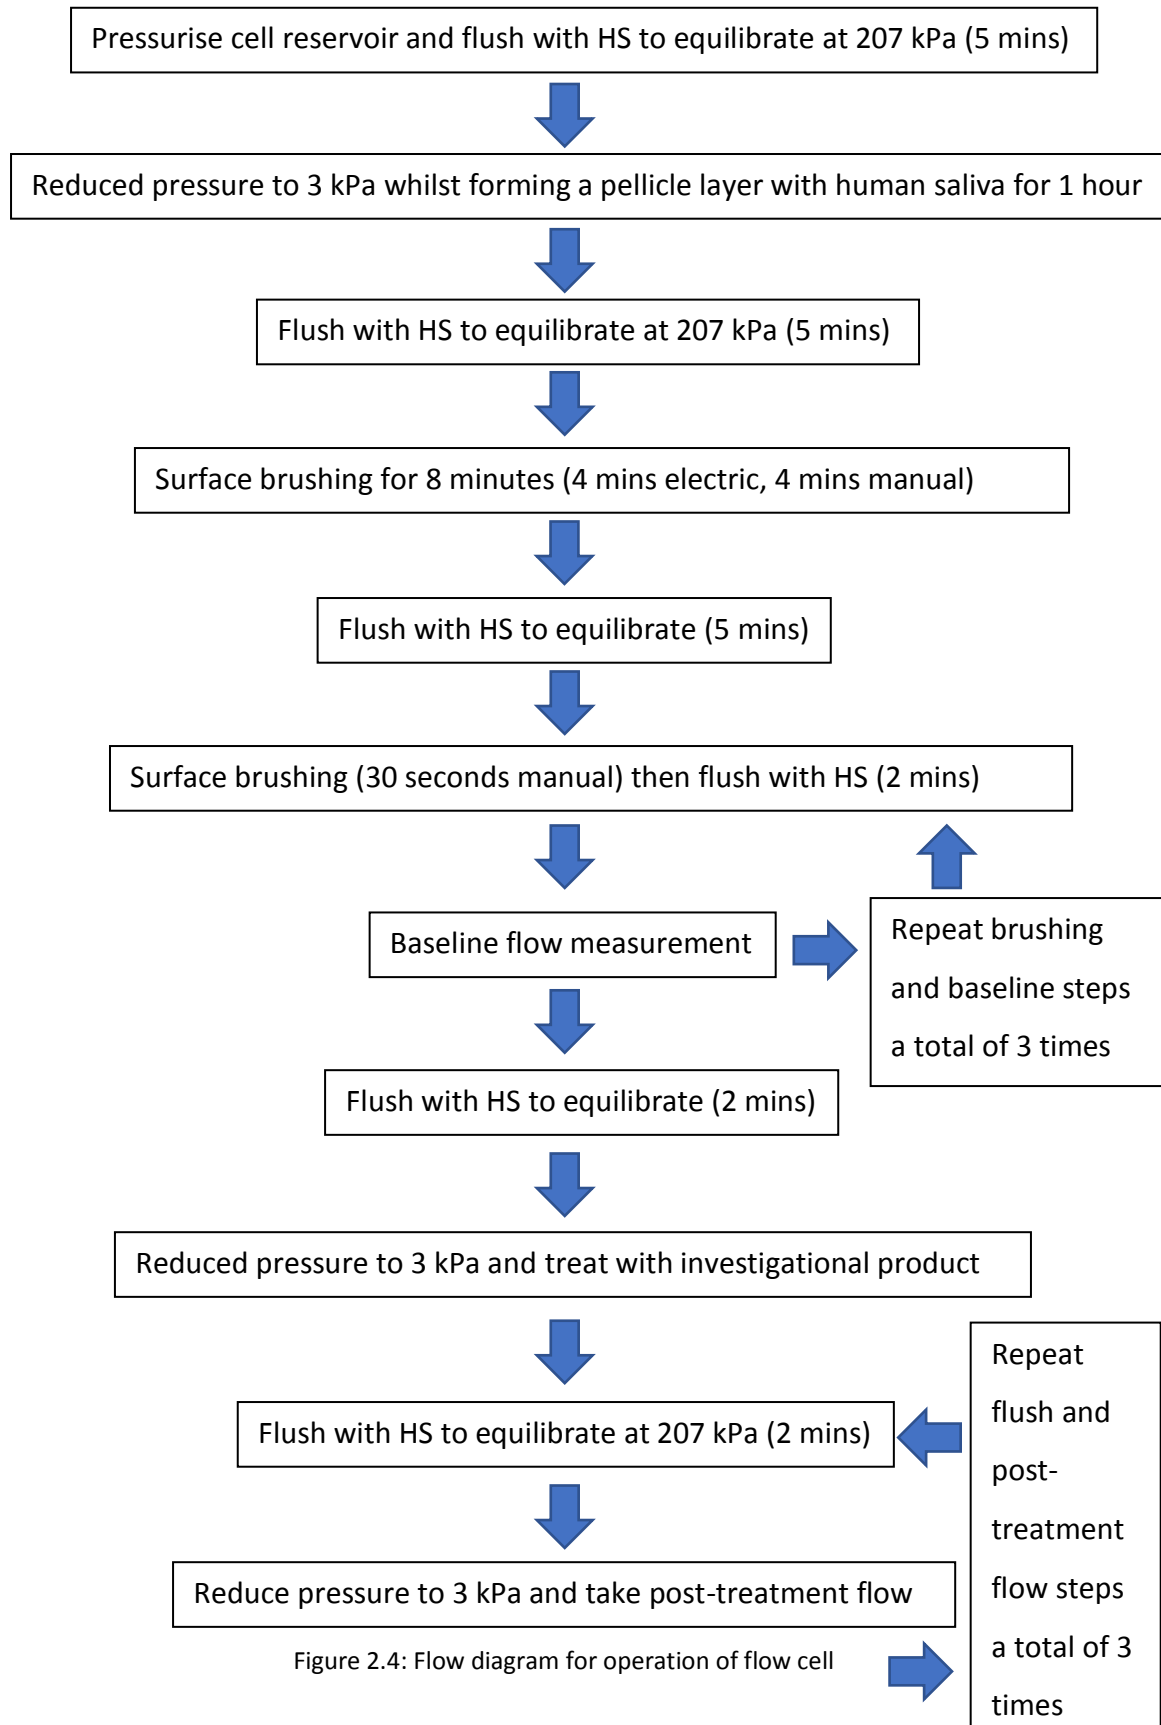 Pressurise cell reservoir and flush with HS to equilibrate at 207 kPa (5 mins)
Reduced pressure to 3 kPa whilst forming a pellicle layer with human saliva for 1 hour
Flush with HS to equilibrate at 207 kPa (5 mins)
Surface brushing for 8 minutes (4 mins electric, 4 mins manual)
Flush with HS to equilibrate (5 mins)
Surface brushing (30 seconds manual) then flush with HS (2 mins)
Baseline flow measurement
Repeat brushing
and baseline steps
a total of 3 times
Flush with HS to equilibrate (2 mins)
Reduced pressure to 3 kPa and treat with investigational product
Flush with HS to equilibrate at 207 kPa (2 mins)
Reduce pressure to 3 kPa and take post-treatment flow
Repeat
flush and
post-
treatment
flow steps
a total of 3
times
Figure 2.4: Flow diagram for operation of flow cell